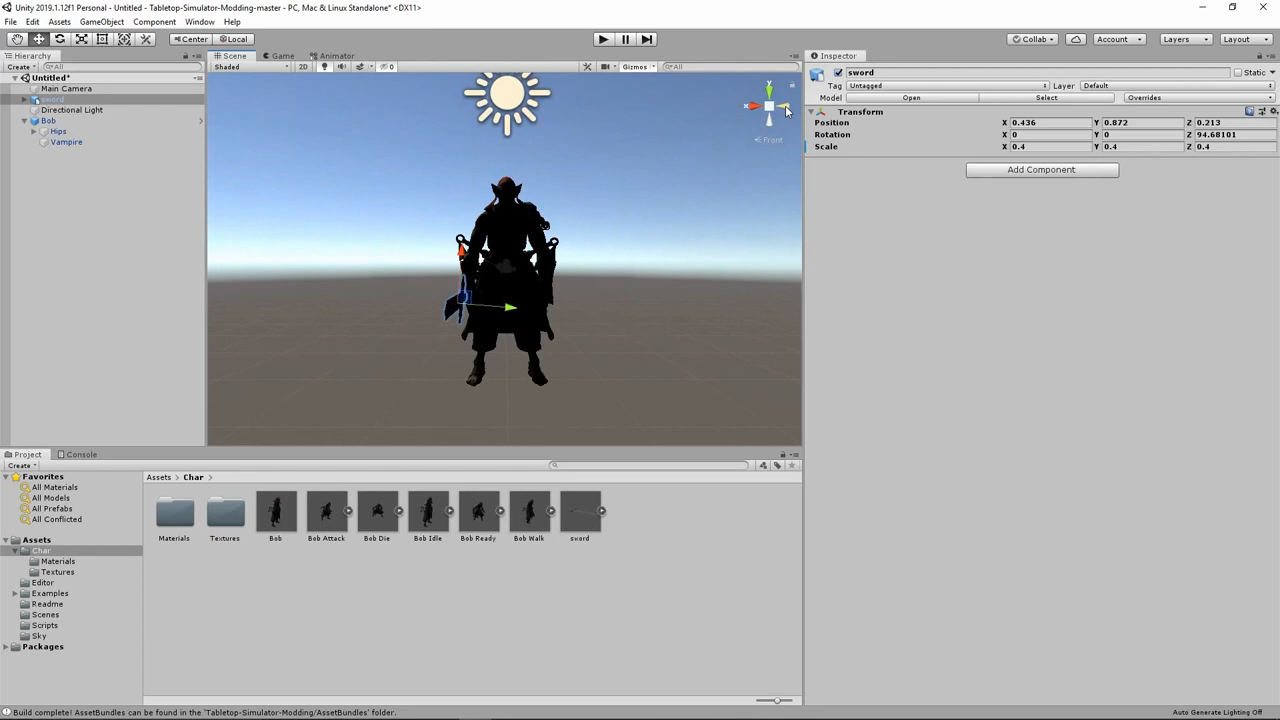 Unity 2019.1.12f1 Personal - Untitled - Tabletop-Simulator-Modding-master - PC, Mac & Linux Standalone* <DX11>
File Edit Assets GameObject Component Window Help
Center Local Collab Account Layers Layout
Hierarchy
Create All
Untitled*
Main Camera
sword
Directional Light
Bob
Hips
Vampire
Scene Game Animator
Shaded 2D 0 Gizmos All
y
x
Front
Inspector
sword Static
Tag Untagged Layer Default
Model Open Select Overrides
Transform
Position X 0.436 Y 0.872 Z 0.213
Rotation X 0 Y 0 Z 94.68101
Scale X 0.4 Y 0.4 Z 0.4
Add Component
Project Console
Create
Favorites
All Materials
All Models
All Prefabs
All Conflicted
Assets
Char
Materials
Textures
Editor
Examples
Readme
Scenes
Scripts
Sky
Packages
Assets Char
Materials Textures Bob Bob Attack Bob Die Bob Idle Bob Ready Bob Walk sword
Build complete! AssetBundles can be found in the 'Tabletop-Simulator-Modding/AssetBundles' folder.
Auto Generate Lighting Off